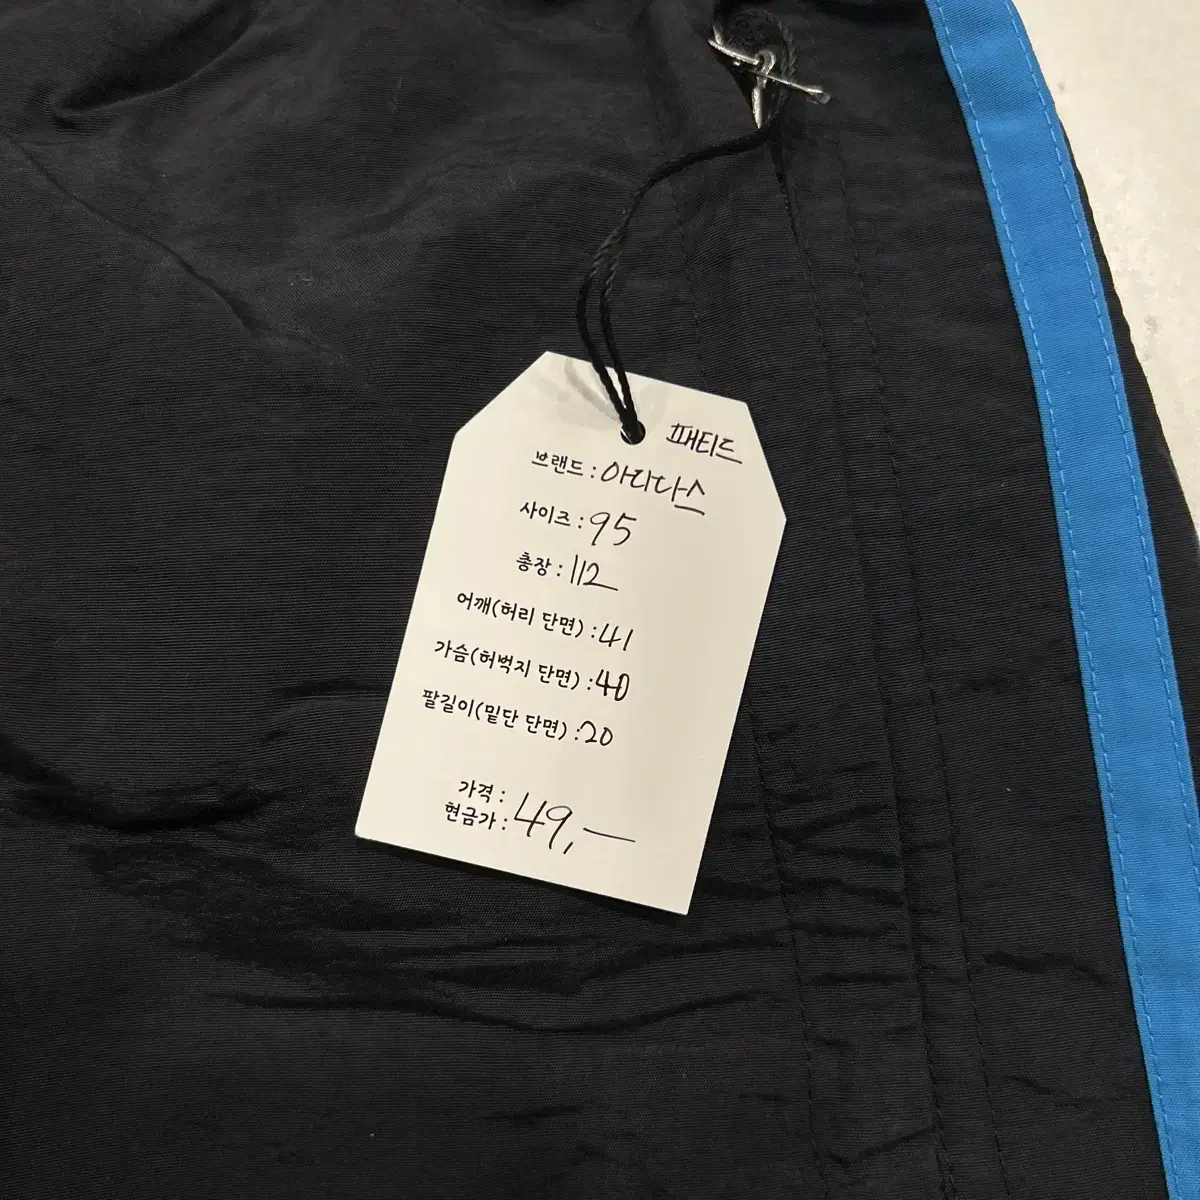 패티드
브랜드 : 아디다스
사이즈 : 95
총장 : 112
어깨(허리 단면) : 41
가슴(허벅지 단면) : 40
팔길이(밑단 단면) : 20
가격 :
현금가 : 49,—